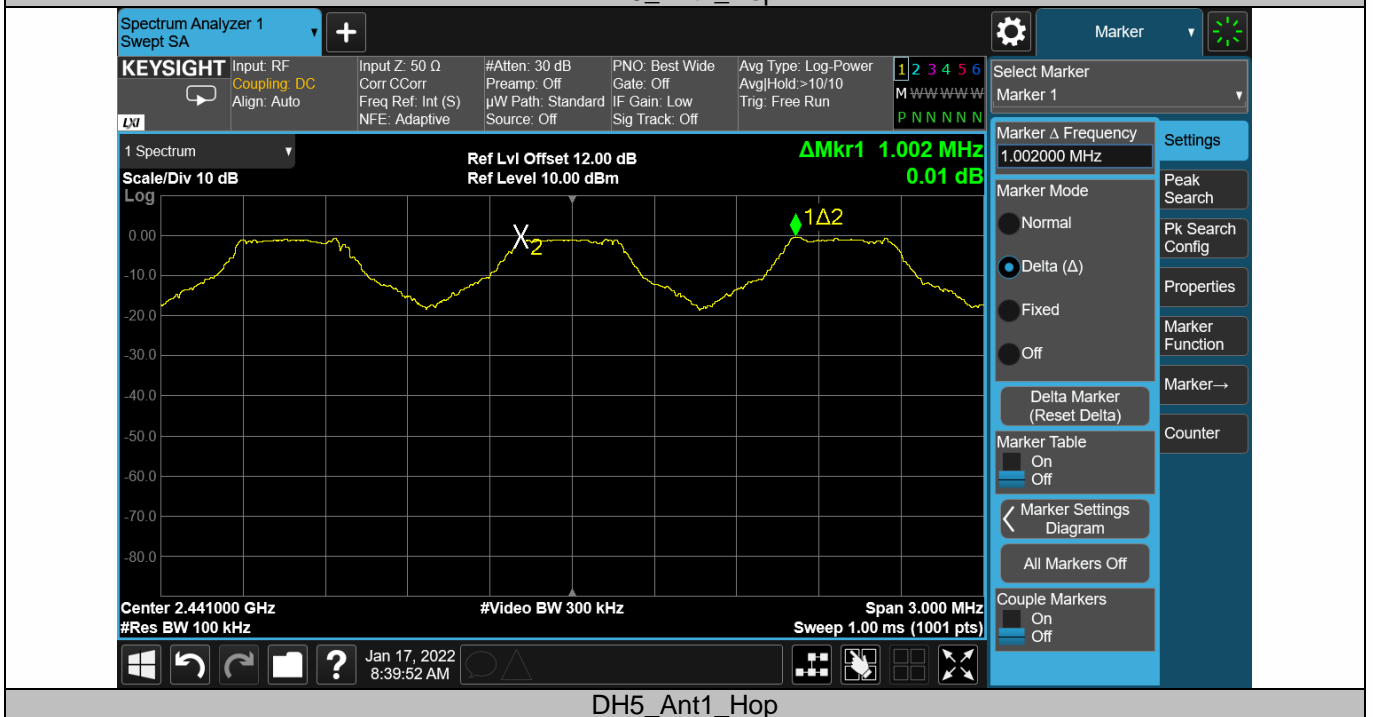 Spectrum Analyzer 1
Swept SA
+
Marker
KEYSIGHT
LXI
Input: RF
Coupling: DC
Align: Auto
Input Z: 50 Ω
Corr CCorr
Freq Ref: Int (S)
NFE: Adaptive
#Atten: 30 dB
Preamp: Off
µW Path: Standard
Source: Off
PNO: Best Wide
Gate: Off
IF Gain: Low
Sig Track: Off
Avg Type: Log-Power
Avg|Hold:>10/10
Trig: Free Run
1 2 3 4 5 6
M W W W W W
P N N N N N
Select Marker
Marker 1
1 Spectrum
Scale/Div 10 dB
Ref Lvl Offset 12.00 dB
Ref Level 10.00 dBm
ΔMkr1 1.002 MHz
0.01 dB
Log
0.00
-10.0
-20.0
-30.0
-40.0
-50.0
-60.0
-70.0
-80.0
X2
1Δ2
Center 2.441000 GHz
#Video BW 300 kHz
Span 3.000 MHz
#Res BW 100 kHz
Sweep 1.00 ms (1001 pts)
Marker Δ Frequency
1.002000 MHz
Marker Mode
Normal
Delta (Δ)
Fixed
Off
Delta Marker
(Reset Delta)
Marker Table
On
Off
Marker Settings
Diagram
All Markers Off
Couple Markers
On
Off
Settings
Peak
Search
Pk Search
Config
Properties
Marker
Function
Marker→
Counter
?
Jan 17, 2022
8:39:52 AM
DH5_Ant1_Hop